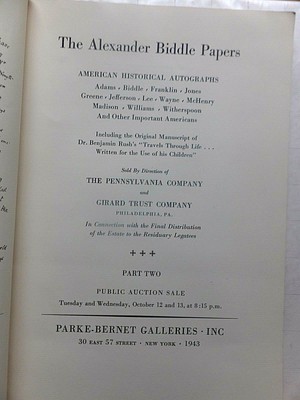 The Alexander Biddle Papers
AMERICAN HISTORICAL AUTOGRAPHS
Adams · Biddle · Franklin · Jones
Greene · Jefferson · Lee · Wayne · McHenry
Madison · Williams · Witherspoon
And Other Important Americans
Including the Original Manuscript of
Dr. Benjamin Rush's "Travels Through Life . . .
Written for the Use of his Children"
Sold By Direction of
THE PENNSYLVANIA COMPANY
and
GIRARD TRUST COMPANY
PHILADELPHIA, PA.
In Connection with the Final Distribution
of the Estate to the Residuary Legatees
+ + +
PART TWO
PUBLIC AUCTION SALE
Tuesday and Wednesday, October 12 and 13, at 8:15 p.m.
PARKE-BERNET GALLERIES · INC
30 EAST 57 STREET · NEW YORK · 1943